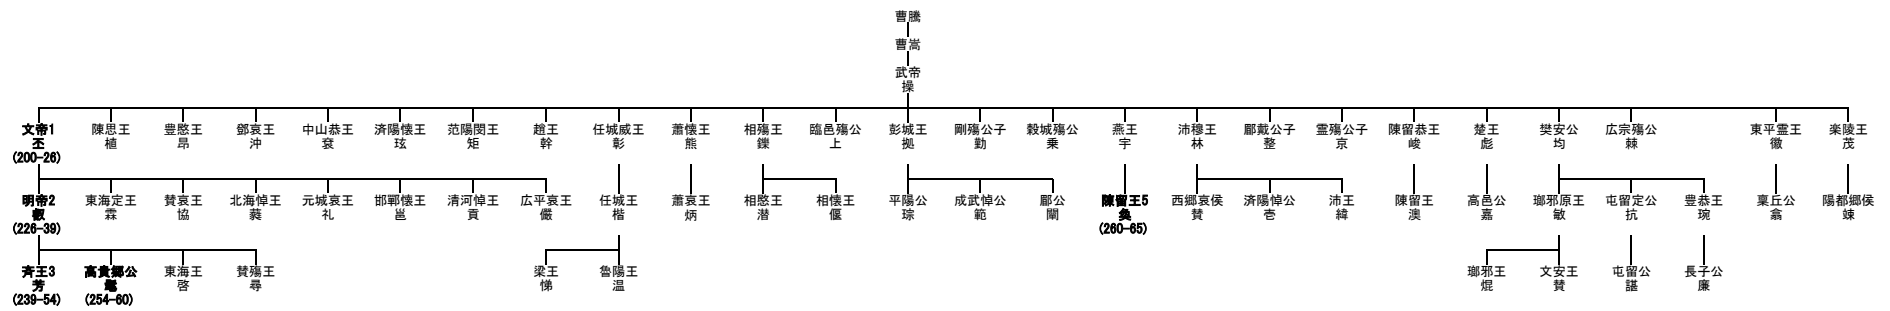 曹騰
曹嵩
武帝
操
文帝1
丕
(200-26)
陳思王
植
豊愍王
昂
鄧哀王
沖
中山恭王
袞
済陽懐王
玹
范陽閔王
矩
趙王
幹
任城威王
彰
蕭懐王
熊
相殤王
鑠
臨邑殤公
上
彭城王
拠
剛殤公子
勤
穀城殤公
乗
燕王
宇
沛穆王
林
郿戴公子
整
霊殤公子
京
陳留恭王
峻
楚王
彪
樊安公
均
広宗殤公
棘
東平霊王
徽
楽陵王
茂
明帝2
叡
(226-39)
東海定王
霖
賛哀王
協
北海悼王
蕤
元城哀王
礼
邯鄲懐王
邕
清河悼王
貢
広平哀王
儼
任城王
楷
蕭哀王
炳
相愍王
潜
相懐王
偃
平陽公
琮
成武悼公
範
郿公
闡
陳留王5
奐
(260-65)
西郷哀侯
賛
済陽悼公
壱
沛王
緯
陳留王
澳
高邑公
嘉
瑯邪原王
敏
屯留定公
抗
豊恭王
琬
稟丘公
翕
陽都郷侯
竦
斉王3
芳
(239-54)
高貴郷公
髦
(254-60)
東海王
啓
賛殤王
尋
梁王
悌
魯陽王
温
瑯邪王
焜
文安王
賛
屯留公
諶
長子公
廉